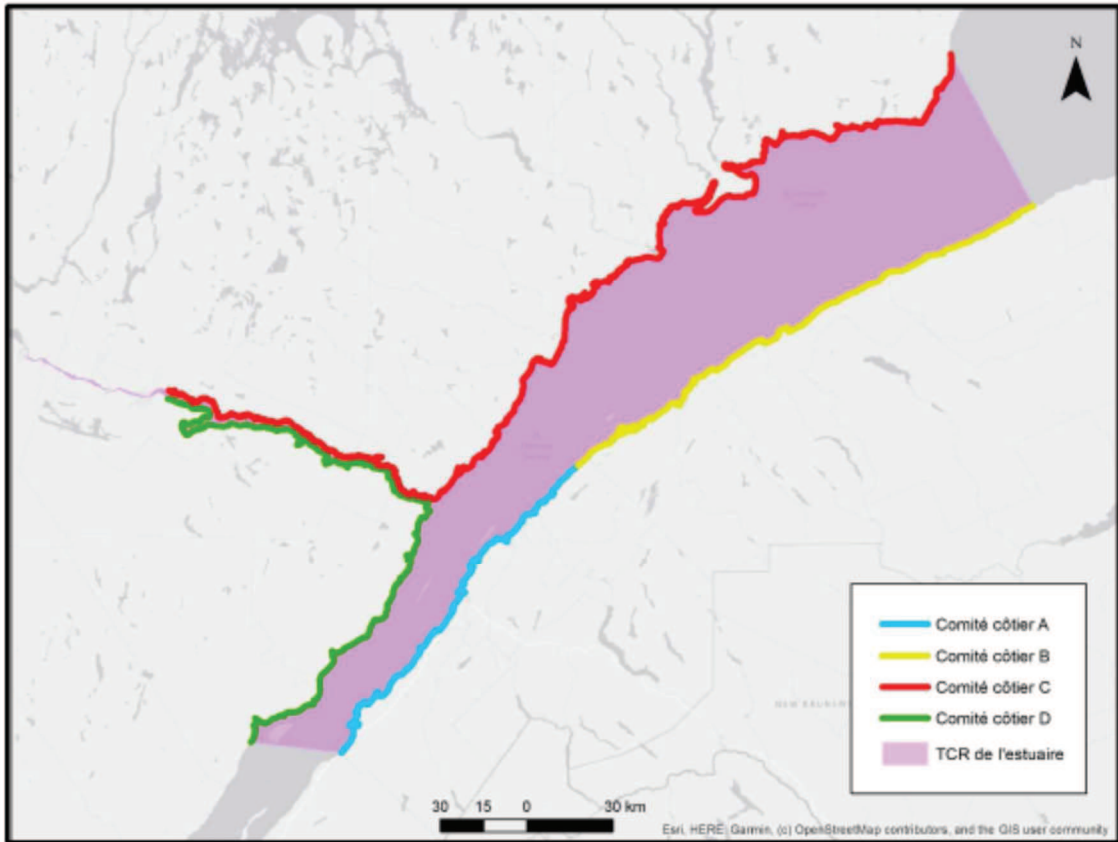 N
Comité côtier A
Comité côtier B
Comité côtier C
Comité côtier D
TCR de l'estuaire
30 15 0 30 km
Esri, HERE, Garmin, (c) OpenStreetMap contributors, and the GIS user community